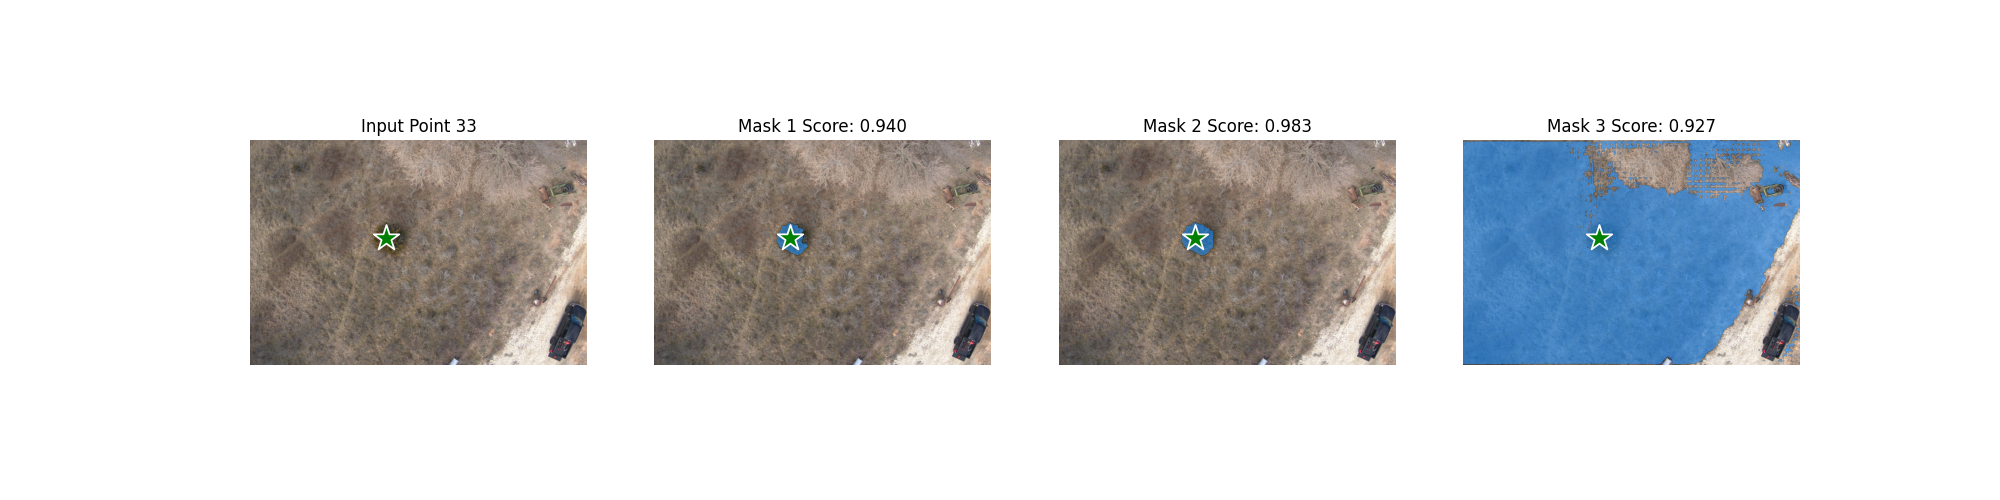 Input Point 33
Mask 1 Score: 0.940
Mask 2 Score: 0.983
Mask 3 Score: 0.927